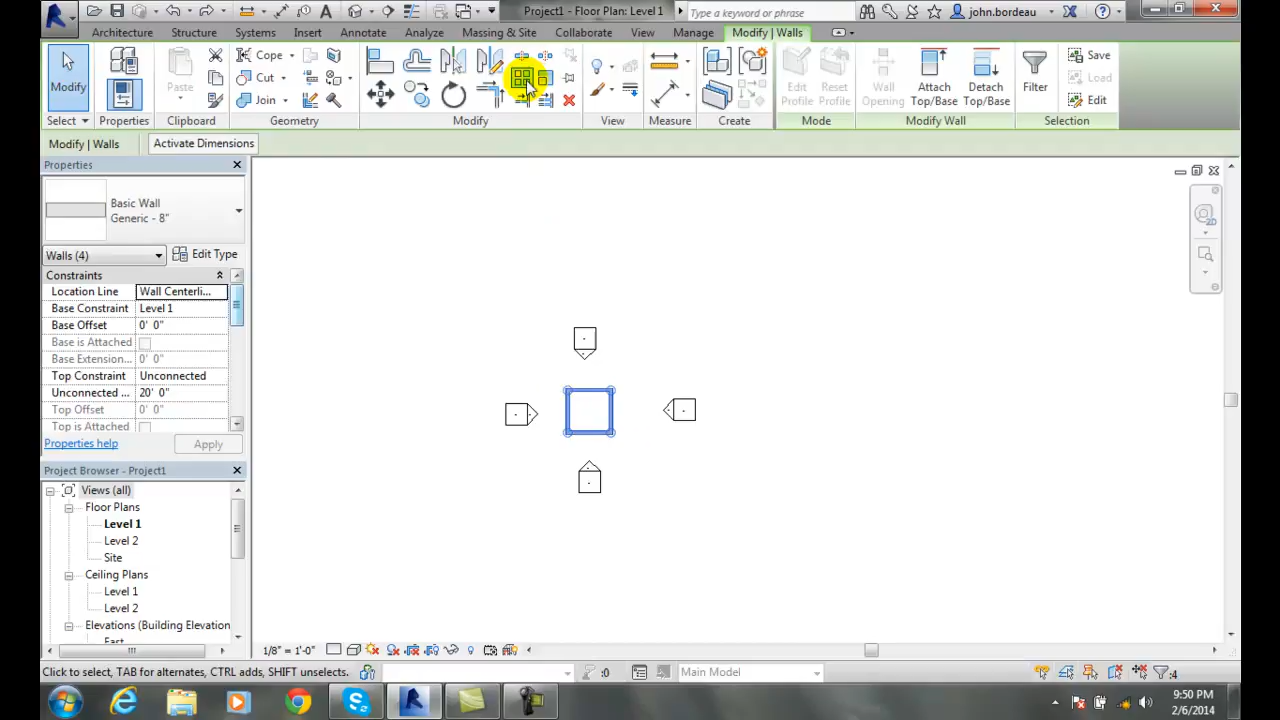 Project1 - Floor Plan: Level 1
Type a keyword or phrase
john.bordeau
Architecture
Structure
Systems
Insert
Annotate
Analyze
Massing & Site
Collaborate
View
Manage
Modify | Walls
Modify
Select
Properties
Paste
Clipboard
Cope
Cut
Join
Geometry
Modify
View
Measure
Create
Edit Profile
Reset Profile
Mode
Wall Opening
Attach Top/Base
Detach Top/Base
Modify Wall
Filter
Save
Load
Edit
Selection
Modify | Walls
Activate Dimensions
Properties
Basic Wall
Generic - 8"
Walls (4)
Edit Type
Constraints
Location Line Wall Centerli...
Base Constraint Level 1
Base Offset 0' 0"
Base is Attached
Base Extension...
Top Constraint Unconnected
Unconnected ... 20' 0"
Top Offset 0' 0"
Top is Attached
Properties help
Apply
Project Browser - Project1
Views (all)
Floor Plans
Level 1
Level 2
Site
Ceiling Plans
Level 1
Level 2
Elevations (Building Elevation
East
2D
1/8" = 1'-0"
Click to select, TAB for alternates, CTRL adds, SHIFT unselects.
:0
Main Model
:4
9:50 PM
2/6/2014